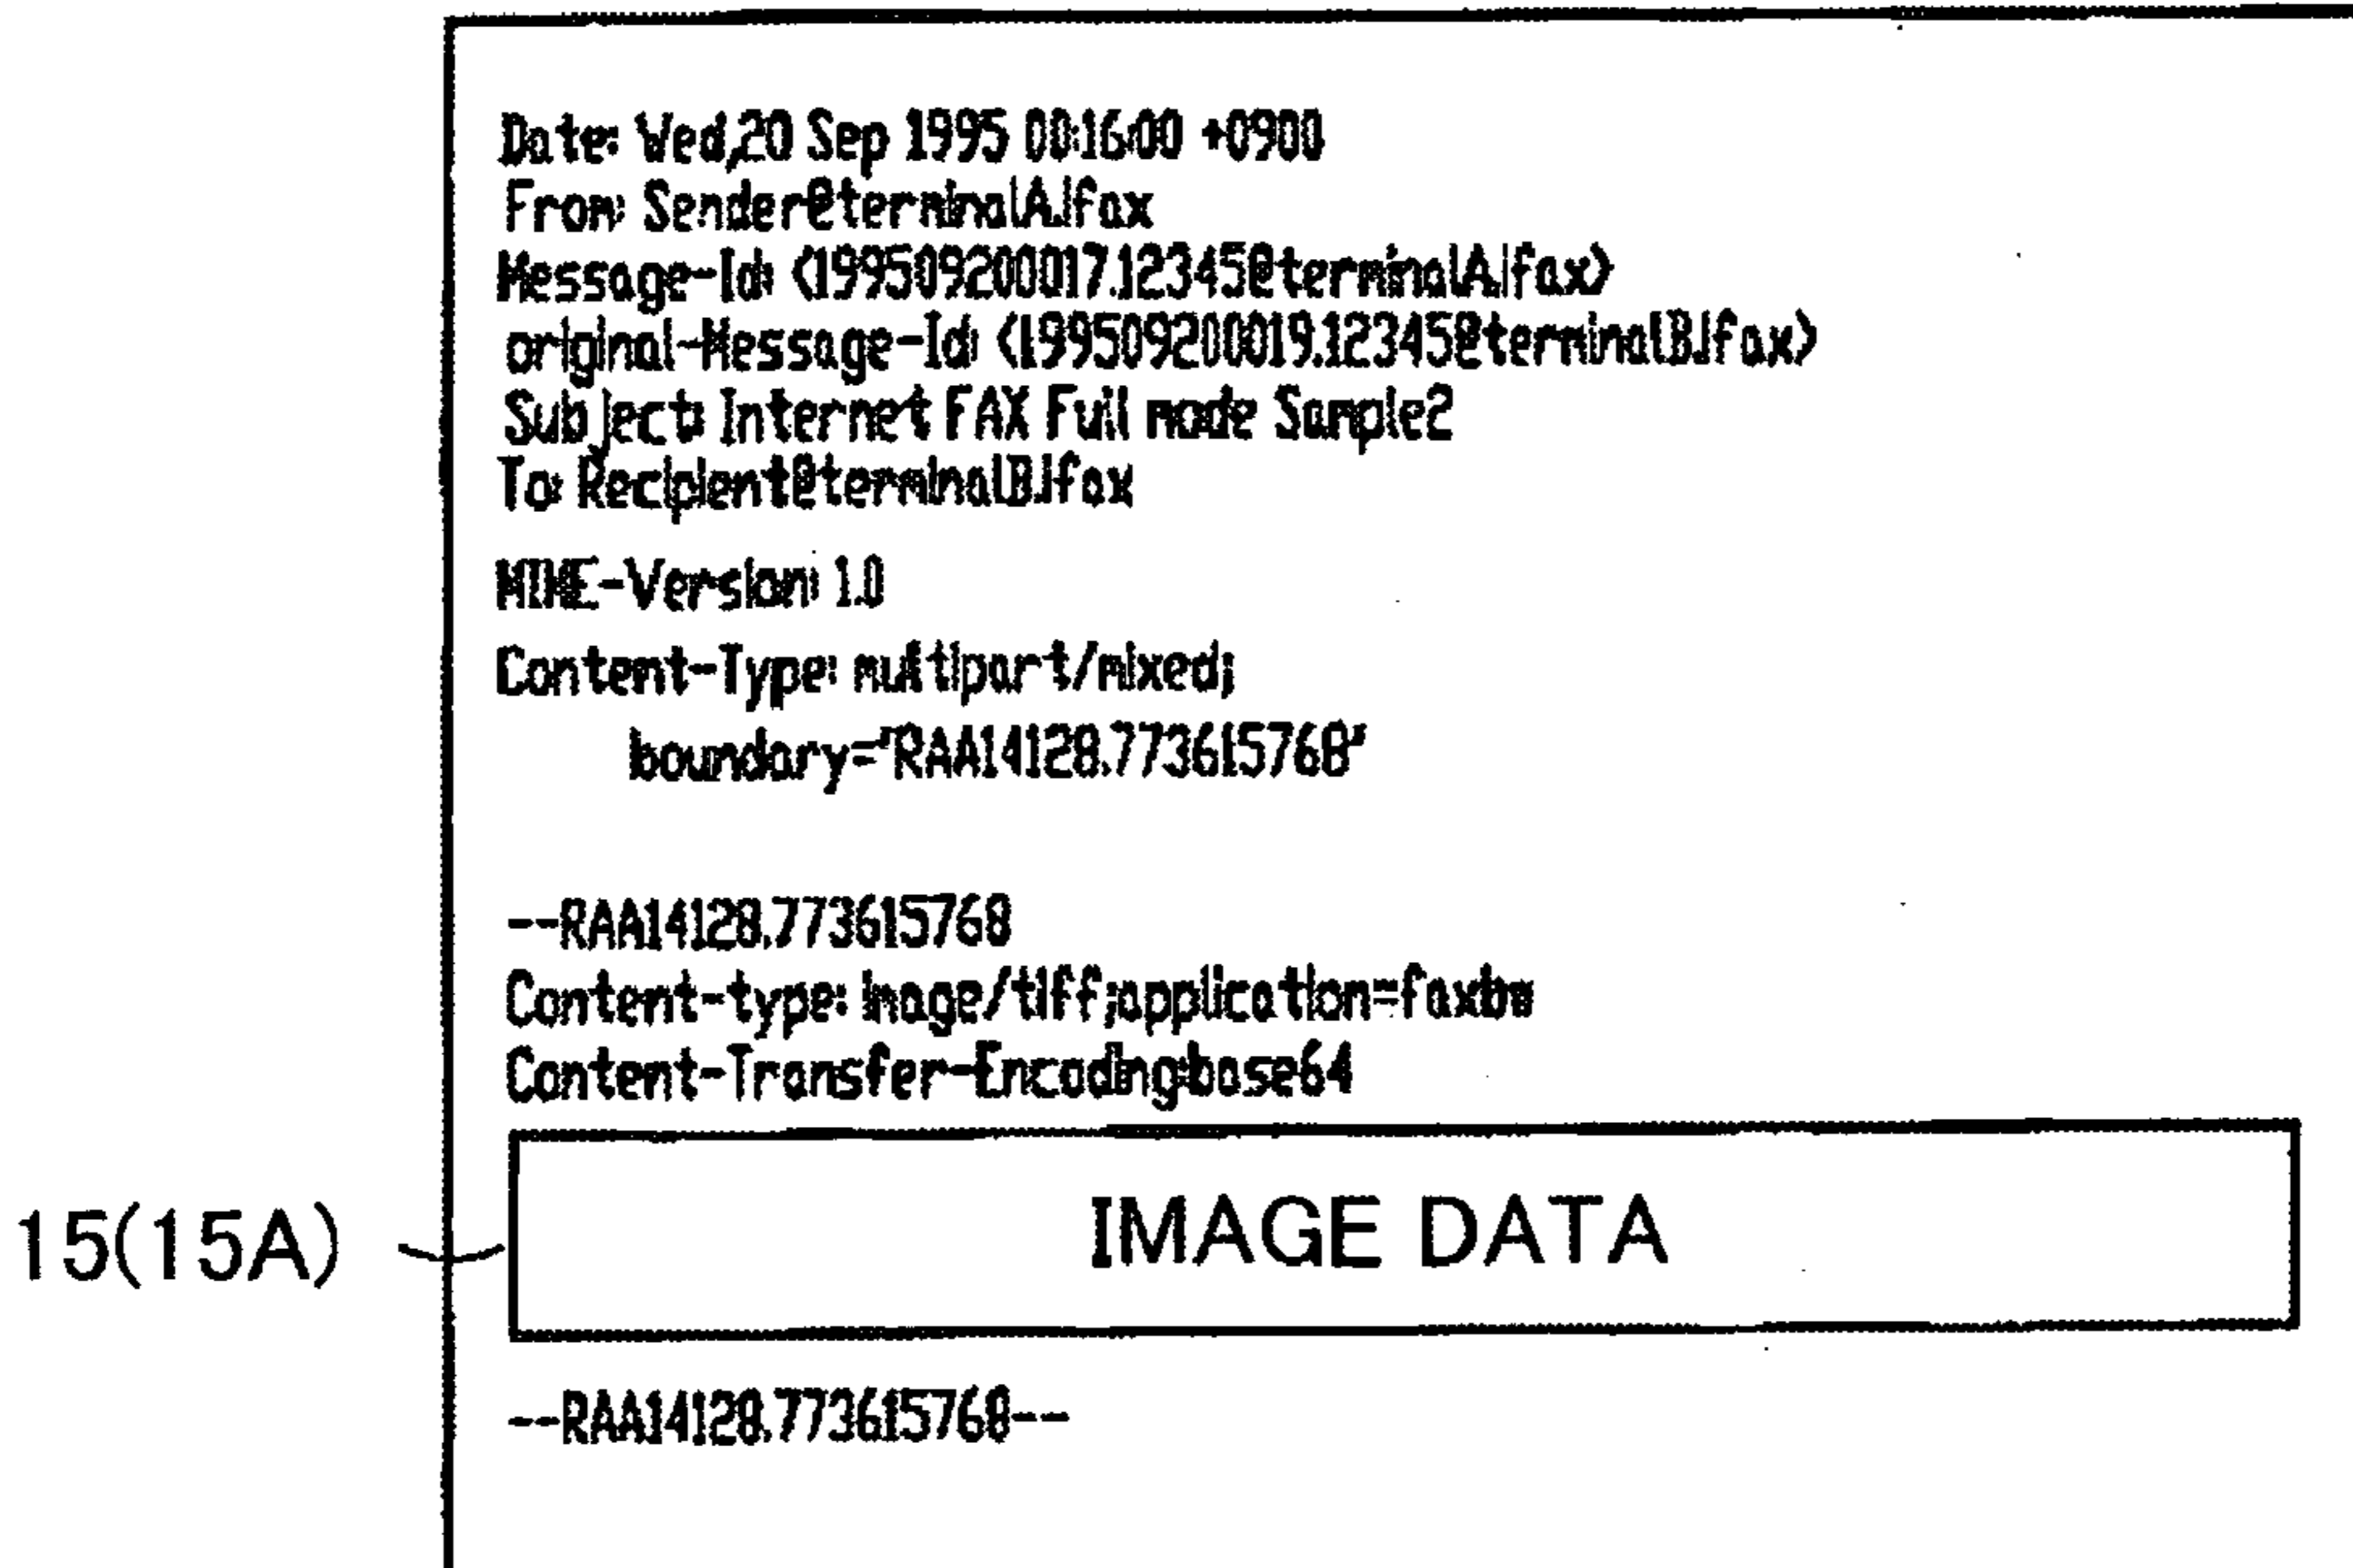 Date: Wed,20 Sep 1995 00:16:00 +0900
From: Sender@terminalA.ifax
Message-Id: <199509200017.12345@terminalA.ifax>
original-Message-Id: <199509200019.12345@terminalB.ifax>
Subject: Internet FAX Full mode Sample2
To: Recipient@terminalB.ifax
MIME-Version: 1.0
Content-Type: multipart/mixed;
boundary="RAA14128.773615768"
--RAA14128.773615768
Content-type: image/tiff;application=faxbw
Content-Transfer-Encoding:base64
15(15A)
IMAGE DATA
--RAA14128.773615768--